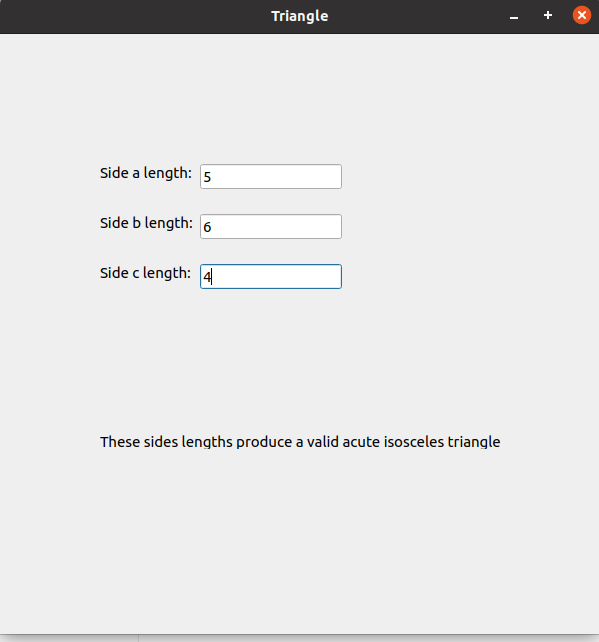 Triangle
Side a length: 5
Side b length: 6
Side c length: 4
These sides lengths produce a valid acute isosceles triangle